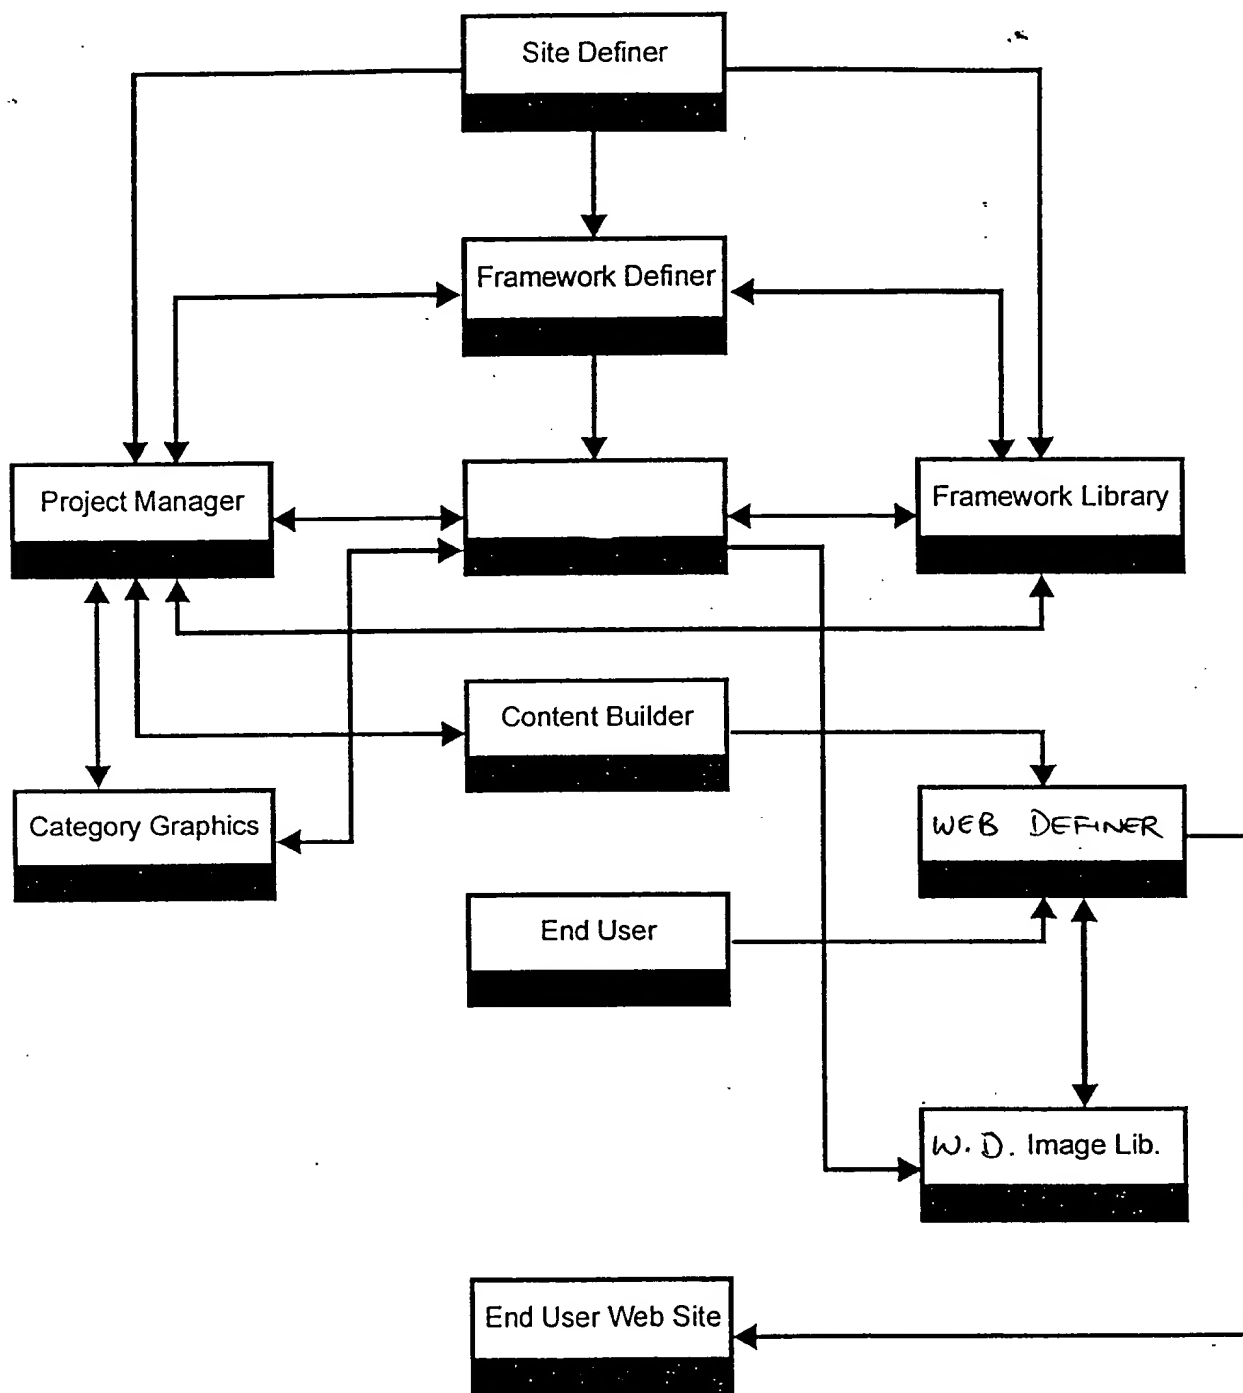 Site Definer
Framework Definer
Project Manager
Framework Library
Content Builder
Category Graphics
WEB DEFINER
End User
W.D. Image Lib.
End User Web Site